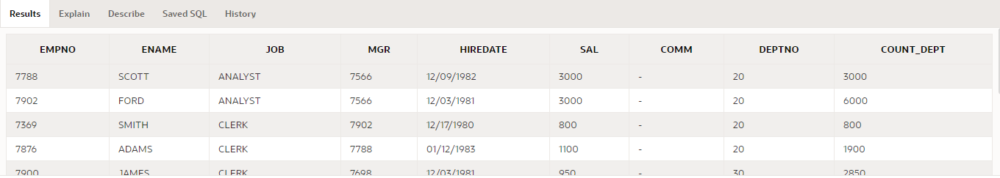 Results Explain Describe Saved SQL History
EMPNO ENAME JOB MGR HIREDATE SAL COMM DEPTNO COUNT_DEPT
7788 SCOTT ANALYST 7566 12/09/1982 3000 - 20 3000
7902 FORD ANALYST 7566 12/03/1981 3000 - 20 6000
7369 SMITH CLERK 7902 12/17/1980 800 - 20 800
7876 ADAMS CLERK 7788 01/12/1983 1100 - 20 1900
7900 JAMES CLERK 7698 12/03/1981 950 - 30 2850